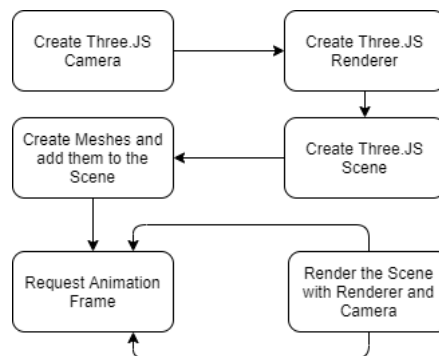 Create Three.JS
Camera
Create Three.JS
Renderer
Create Meshes and
add them to the
Scene
Create Three.JS
Scene
Request Animation
Frame
Render the Scene
with Renderer and
Camera